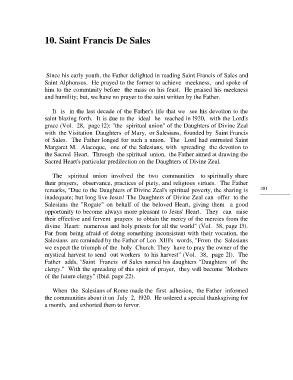 10. Saint Francis De Sales
Since his early youth, the Father delighted in reading Saint Francis of Sales and
Saint Alphonsus. He prayed to the former to achieve meekness, and spoke of
him to the community before the mass on his feast. He praised his meekness
and humility; but, we have no prayer to the saint written by the Father.
It is in the last decade of the Father's life that we see his devotion to the
saint blazing forth. It is due to the ideal he reached in 1920, with the Lord's
grace (Vol. 28, page 12): "the spiritual union" of the Daughters of Divine Zeal
with the Visitation Daughters of Mary, or Salesians, founded by Saint Francis
of Sales. The Father longed for such a union. The Lord had entrusted Saint
Margaret M. Alacoque, one of the Salesians, with spreading the devotion to
the Sacred Heart. Through the spiritual union, the Father aimed at drawing the
Sacred Heart's particular predilection on the Daughters of Divine Zeal.
The spiritual union involved the two communities to spiritually share
their prayers, observance, practices of piety, and religious virtues. The Father
remarks, "Due to the Daughters of Divine Zeal's spiritual poverty, the sharing is
inadequate; but long live Jesus! The Daughters of Divine Zeal can offer to the
Salesians the "Rogate" on behalf of the beloved Heart, giving them a good
opportunity to become always more pleasant to Jesus' Heart. They can raise
their effective and fervent prayers to obtain the mercy of the mercies from the
divine Heart: numerous and holy priests for all the world" (Vol. 38, page 13).
Far from being afraid of doing something inconsistent with their vocation, the
Salesians are reminded by the Father of Leo XIII's words, "From the Salesians
we expect the triumph of the holy Church. They have to pray the owner of the
mystical harvest to send out workers to his harvest" (Vol. 38, page 21). The
Father adds, "Saint Francis of Sales named his daughters "Daughters of the
clergy." With the spreading of this spirit of prayer, they will become "Mothers
of the future clergy" (ibid. page 22).
When the Salesians of Rome made the first adhesion, the Father informed
the communities about it on July 2, 1920. He ordered a special thanksgiving for
a month, and exhorted them to fervor.